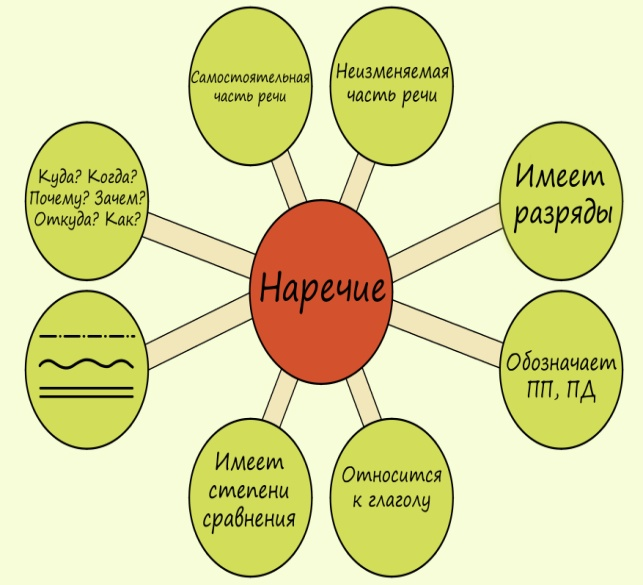 Самостоятельная
часть речи
Неизменяемая
часть речи
Куда? Когда?
Почему? Зачем?
Откуда? Как?
Имеет
разряды
Наречие
Обозначает
ПП, ПД
Имеет
степени
сравнения
Относится
к глаголу